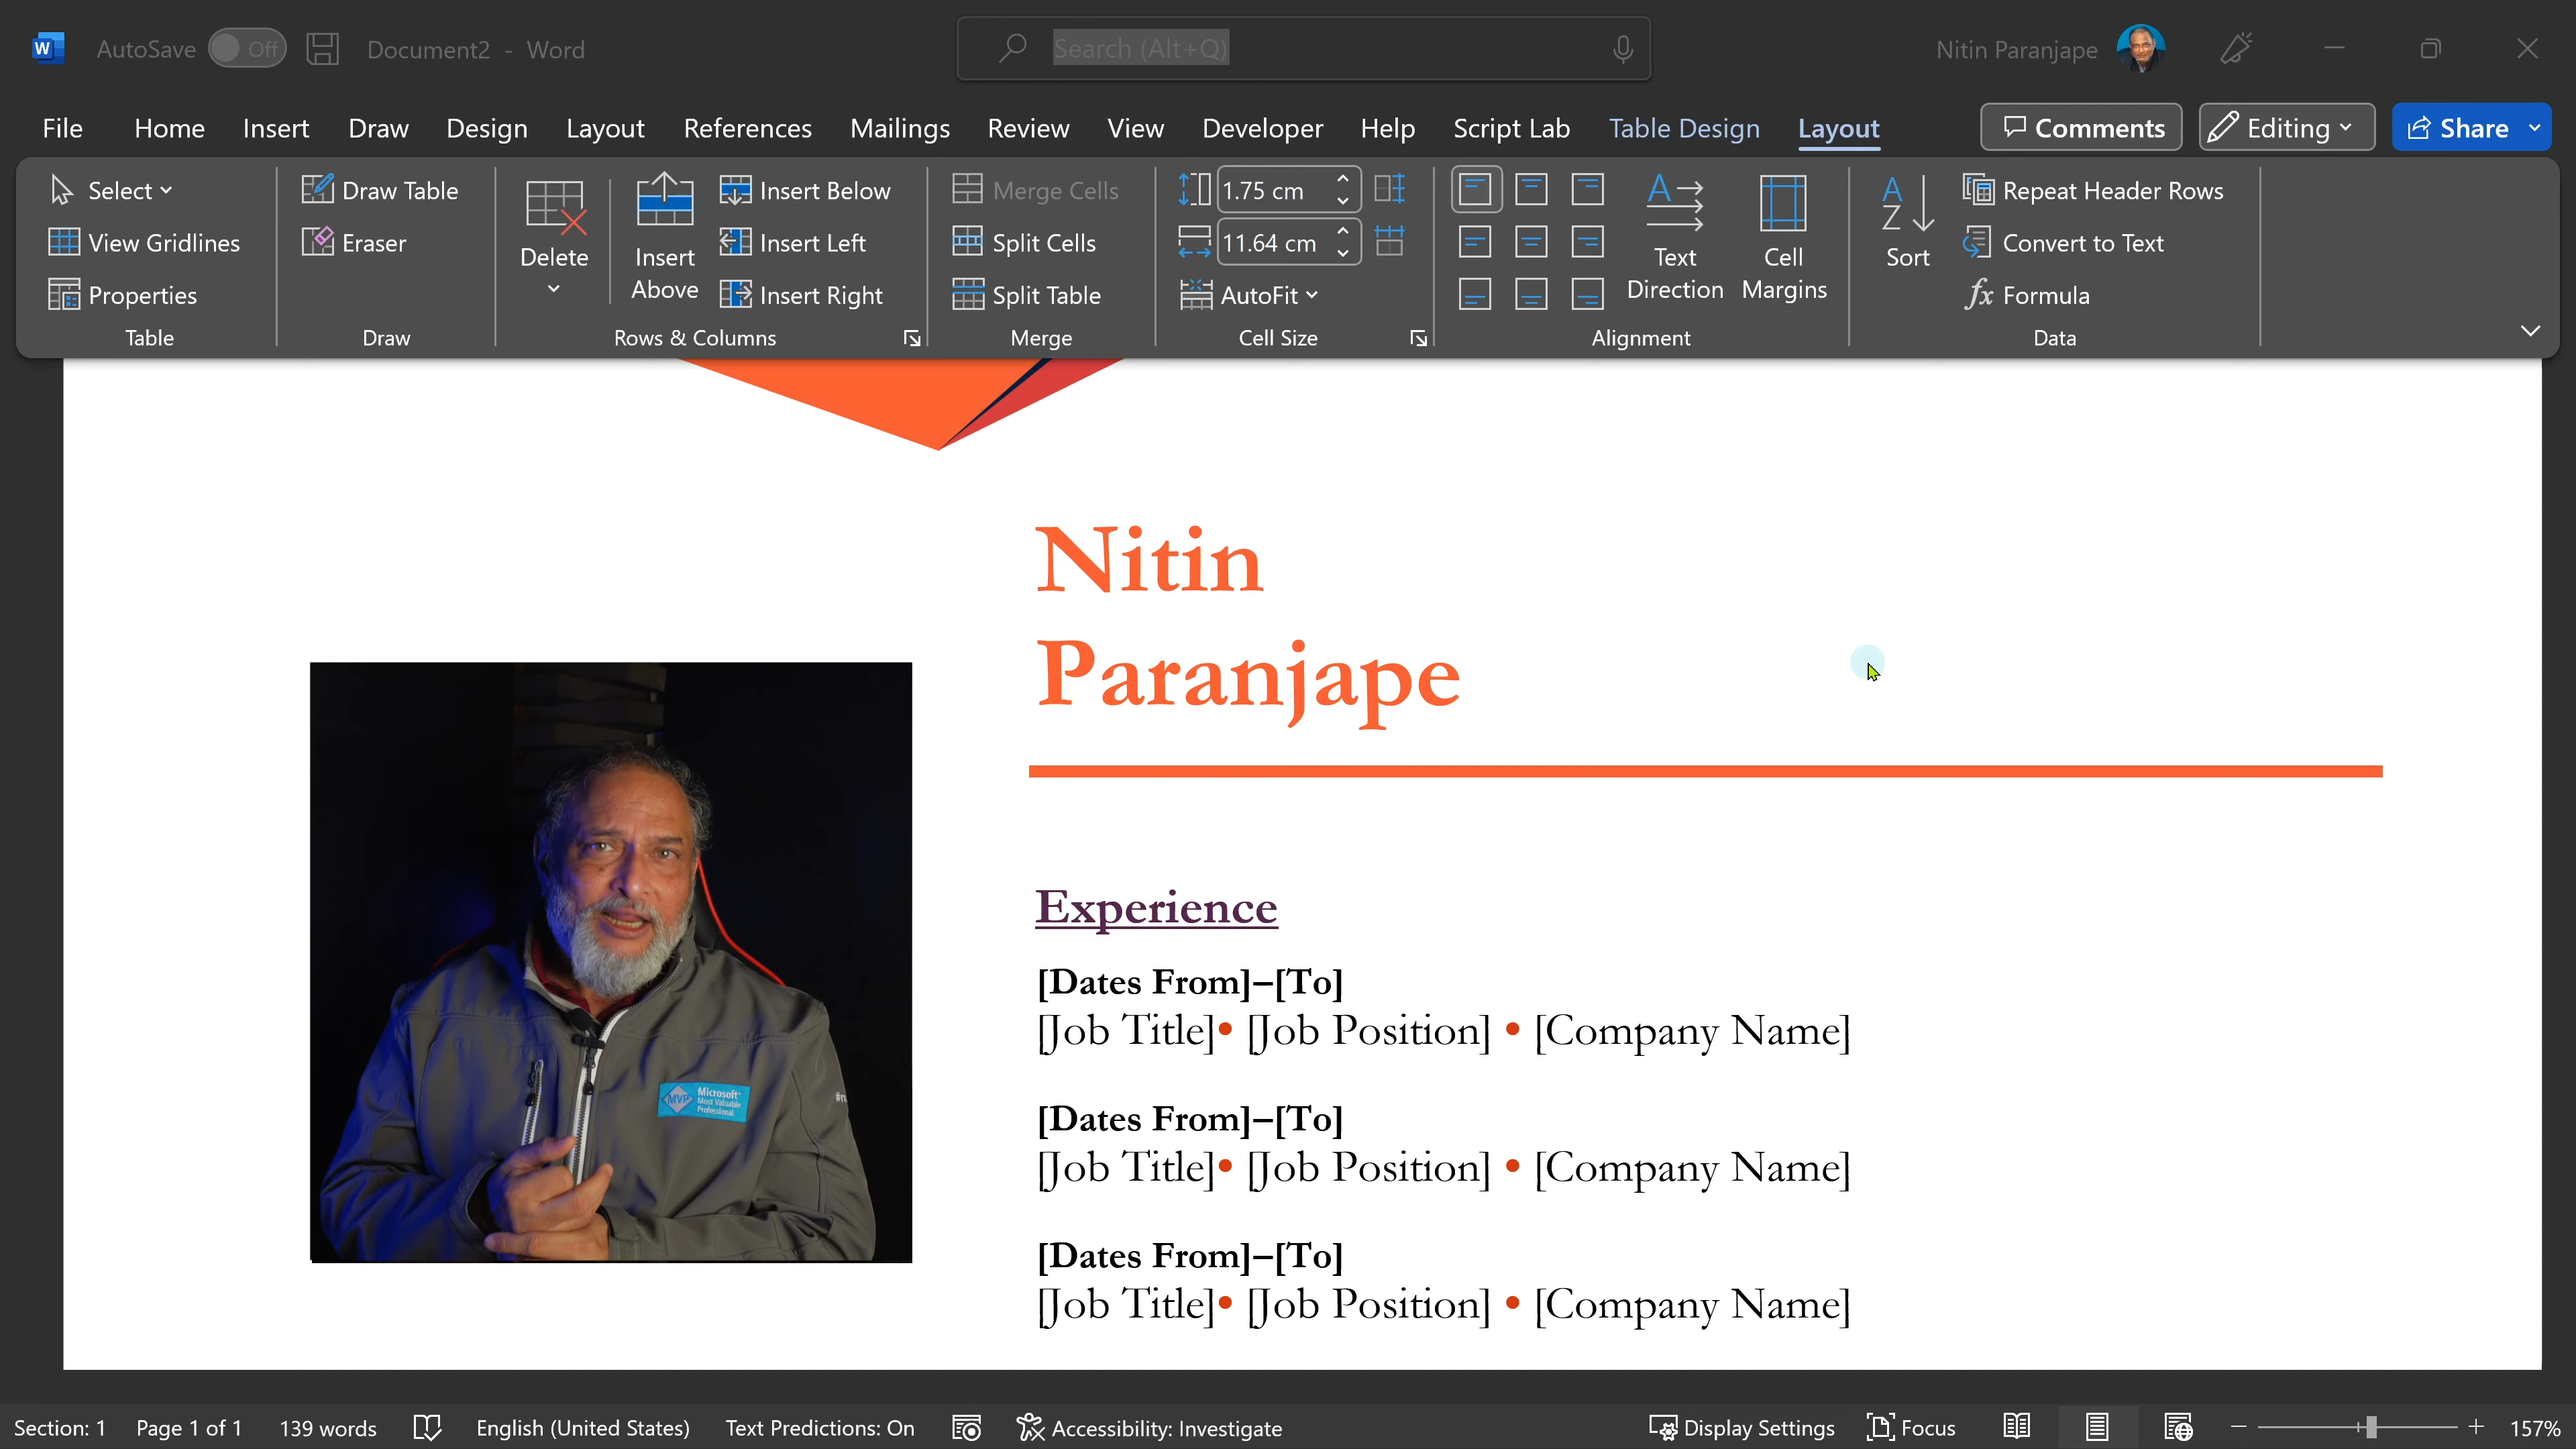 W AutoSave Off Document2 - Word Search (Alt+Q) Nitin Paranjape
File Home Insert Draw Design Layout References Mailings Review View Developer Help Script Lab Table Design Layout Comments Editing Share
Select Draw Table Insert Below Merge Cells 1.75 cm A Z Repeat Header Rows
View Gridlines Eraser Delete Insert Above Insert Left Split Cells 11.64 cm Text Direction Cell Margins Sort Convert to Text
Properties Insert Right Split Table AutoFit fx Formula
Table Draw Rows & Columns Merge Cell Size Alignment Data
Nitin
Paranjape
Experience
[Dates From]–[To]
[Job Title]• [Job Position] • [Company Name]
[Dates From]–[To]
[Job Title]• [Job Position] • [Company Name]
[Dates From]–[To]
[Job Title]• [Job Position] • [Company Name]
MVP Microsoft®
Most Valuable
Professional
Section: 1 Page 1 of 1 139 words English (United States) Text Predictions: On Accessibility: Investigate Display Settings Focus 157%